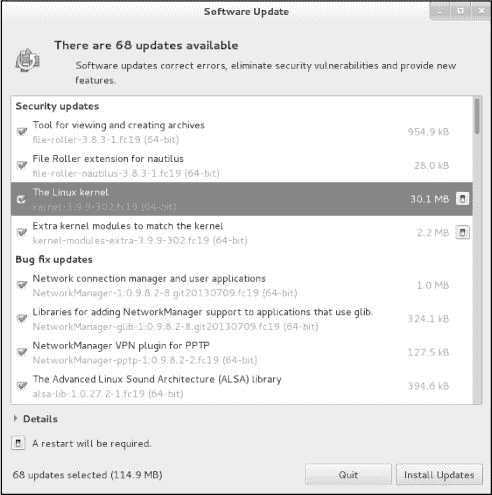 Software Update
There are 68 updates available
Software updates correct errors, eliminate security vulnerabilities and provide new
features.
Security updates
Tool for viewing and creating archives
file-roller-3.8.3-1.fc19 (64-bit)
954.9 kB
File Roller extension for nautilus
file-roller-nautilus-3.8.3-1.fc19 (64-bit)
28.0 kB
The Linux kernel
kernel-3.9.9-302.fc19 (64-bit)
30.1 MB
Extra kernel modules to match the kernel
kernel-modules-extra-3.9.9-302.fc19 (64-bit)
2.2 MB
Bug fix updates
Network connection manager and user applications
NetworkManager-1:0.9.8.2-8.git20130709.fc19 (64-bit)
1.0 MB
Libraries for adding NetworkManager support to applications that use glib.
NetworkManager-glib-1:0.9.8.2-8.git20130709.fc19 (64-bit)
324.1 kB
NetworkManager VPN plugin for PPTP
NetworkManager-pptp-1:0.9.8.2-2.fc19 (64-bit)
127.5 kB
The Advanced Linux Sound Architecture (ALSA) library
alsa-lib-1.0.27.2-1.fc19 (64-bit)
394.6 kB
Details
A restart will be required.
68 updates selected (114.9 MB)
Quit
Install Updates